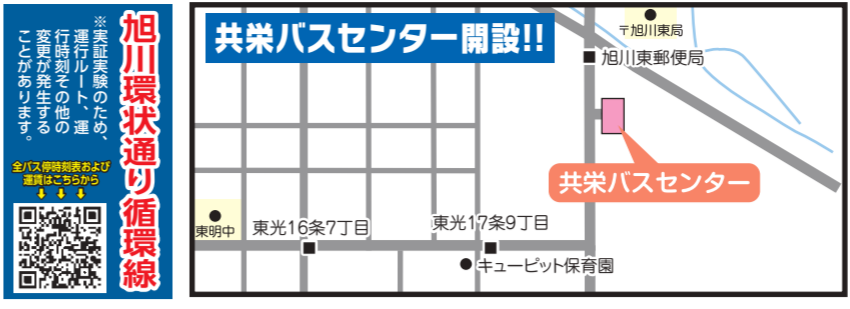 旭川環状通り循環線
※実証実験のため、
運行ルート、運
行時刻その他の
変更が発生する
ことがあります。
全バス停時刻表および
運賃はこちらから
共栄バスセンター開設!!
〒旭川東局
旭川東郵便局
共栄バスセンター
東明中
東光16条7丁目
東光17条9丁目
キューピット保育園